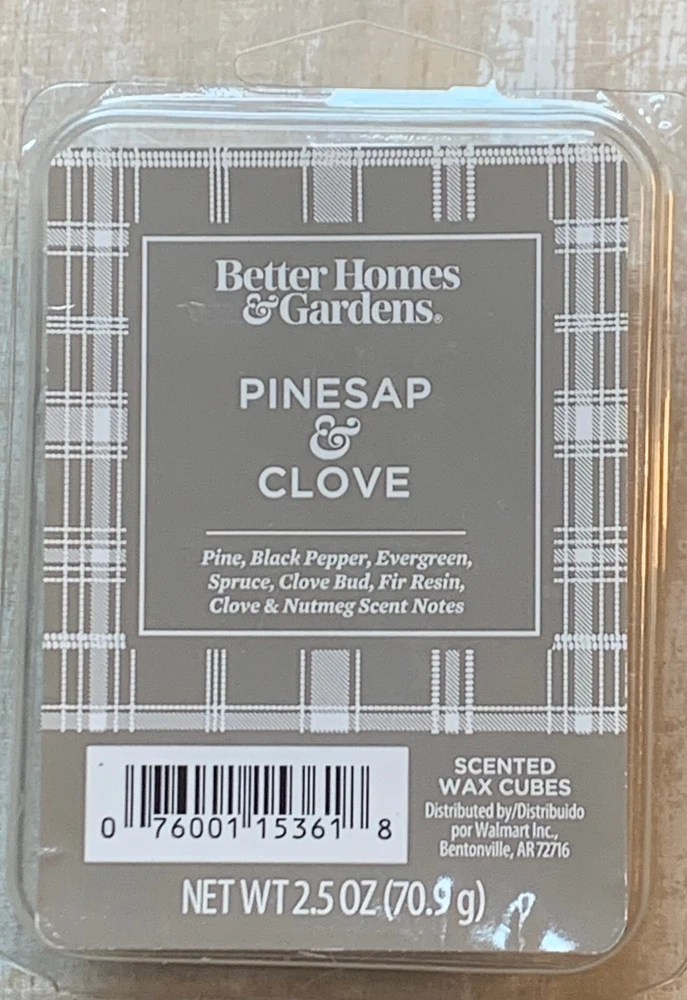 Better Homes
&Gardens®
PINESAP
&
CLOVE
Pine, Black Pepper, Evergreen,
Spruce, Clove Bud, Fir Resin,
Clove & Nutmeg Scent Notes
0 76001 15361 8
SCENTED
WAX CUBES
Distributed by/Distribuido
por Walmart Inc.,
Bentonville, AR 72716
NET WT 2.5 OZ (70.9 g)